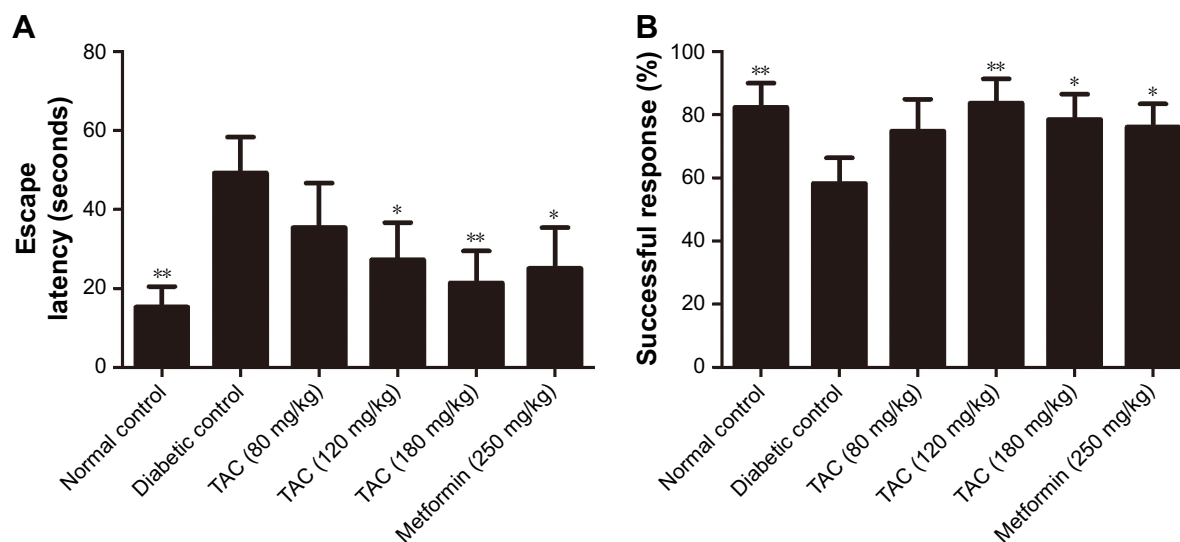 A
Escape
latency (seconds)
80
60
40
20
0
**
*
**
*
Normal control
Diabetic control
TAC (80 mg/kg)
TAC (120 mg/kg)
TAC (180 mg/kg)
Metformin (250 mg/kg)
B
Successful response (%)
100
80
60
40
20
0
**
**
*
*
Normal control
Diabetic control
TAC (80 mg/kg)
TAC (120 mg/kg)
TAC (180 mg/kg)
Metformin (250 mg/kg)